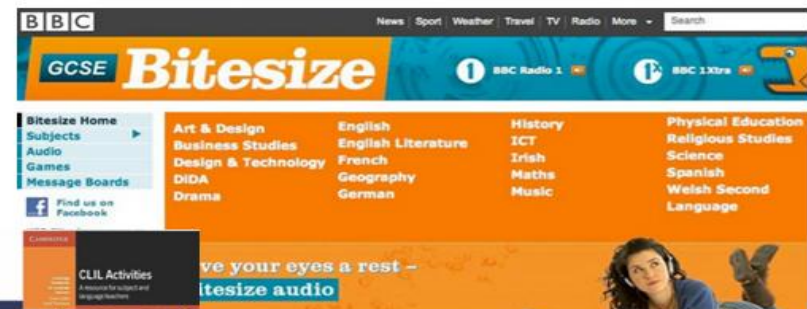 BBC
News Sport Weather Travel TV Radio More Search
GCSE Bitesize
1 BBC Radio 1
1X BBC 1Xtra
Bitesize Home
Subjects
Audio
Games
Message Boards
Find us on
Facebook
Art & Design
Business Studies
Design & Technology
DiDA
Drama
English
English Literature
French
Geography
German
History
ICT
Irish
Maths
Music
Physical Education
Religious Studies
Science
Spanish
Welsh Second
Language
ve your eyes a rest –
itesize audio
CAMBRIDGE
CLIL Activities
A resource for subject and
language teachers